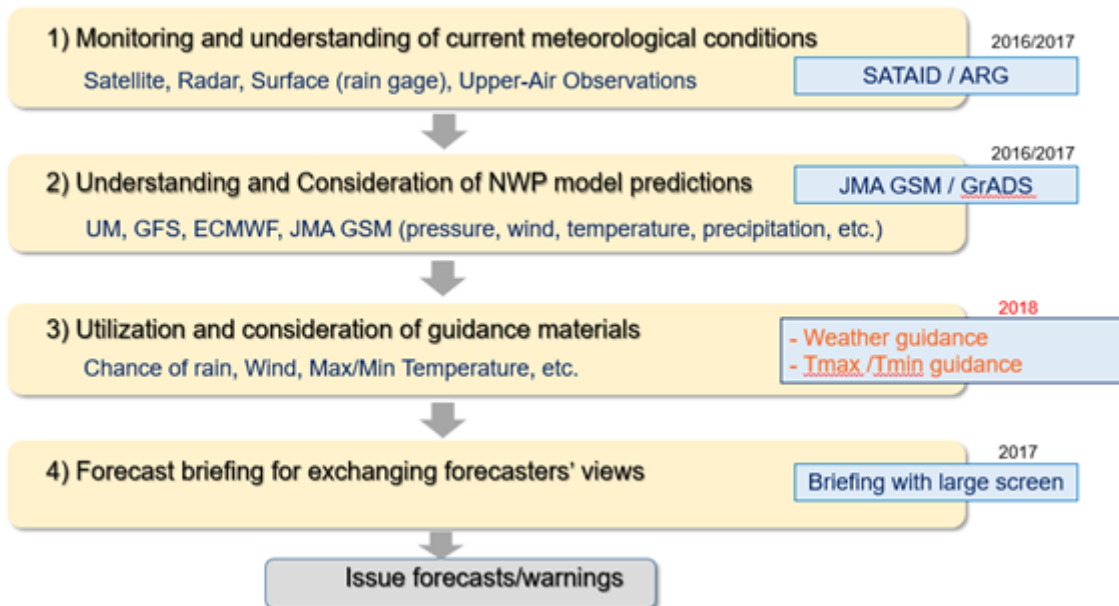 1) Monitoring and understanding of current meteorological conditions
Satellite, Radar, Surface (rain gage), Upper-Air Observations
2016/2017
SATAID / ARG
2) Understanding and Consideration of NWP model predictions
UM, GFS, ECMWF, JMA GSM (pressure, wind, temperature, precipitation, etc.)
2016/2017
JMA GSM / GrADS
3) Utilization and consideration of guidance materials
Chance of rain, Wind, Max/Min Temperature, etc.
2018
- Weather guidance
- Tmax /Tmin guidance
4) Forecast briefing for exchanging forecasters’ views
2017
Briefing with large screen
Issue forecasts/warnings